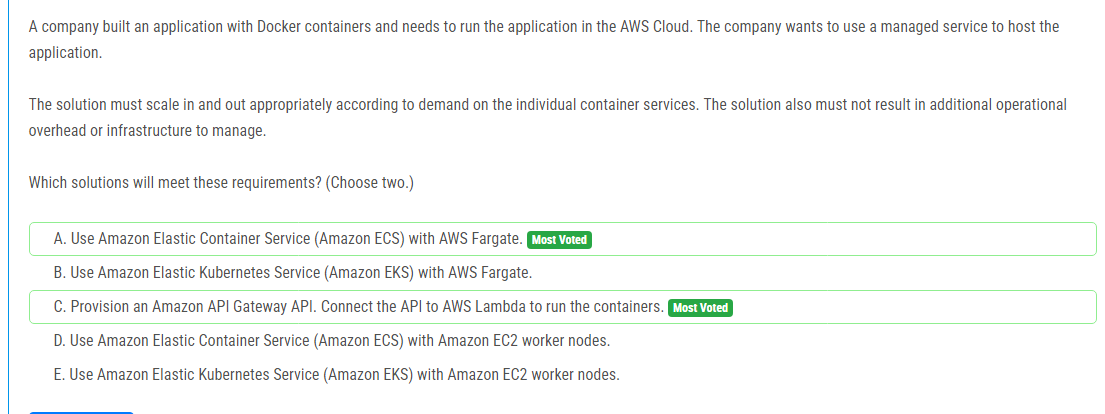 A company built an application with Docker containers and needs to run the application in the AWS Cloud. The company wants to use a managed service to host the
application.
The solution must scale in and out appropriately according to demand on the individual container services. The solution also must not result in additional operational
overhead or infrastructure to manage.
Which solutions will meet these requirements? (Choose two.)
A. Use Amazon Elastic Container Service (Amazon ECS) with AWS Fargate. Most Voted
B. Use Amazon Elastic Kubernetes Service (Amazon EKS) with AWS Fargate.
C. Provision an Amazon API Gateway API. Connect the API to AWS Lambda to run the containers. Most Voted
D. Use Amazon Elastic Container Service (Amazon ECS) with Amazon EC2 worker nodes.
E. Use Amazon Elastic Kubernetes Service (Amazon EKS) with Amazon EC2 worker nodes.